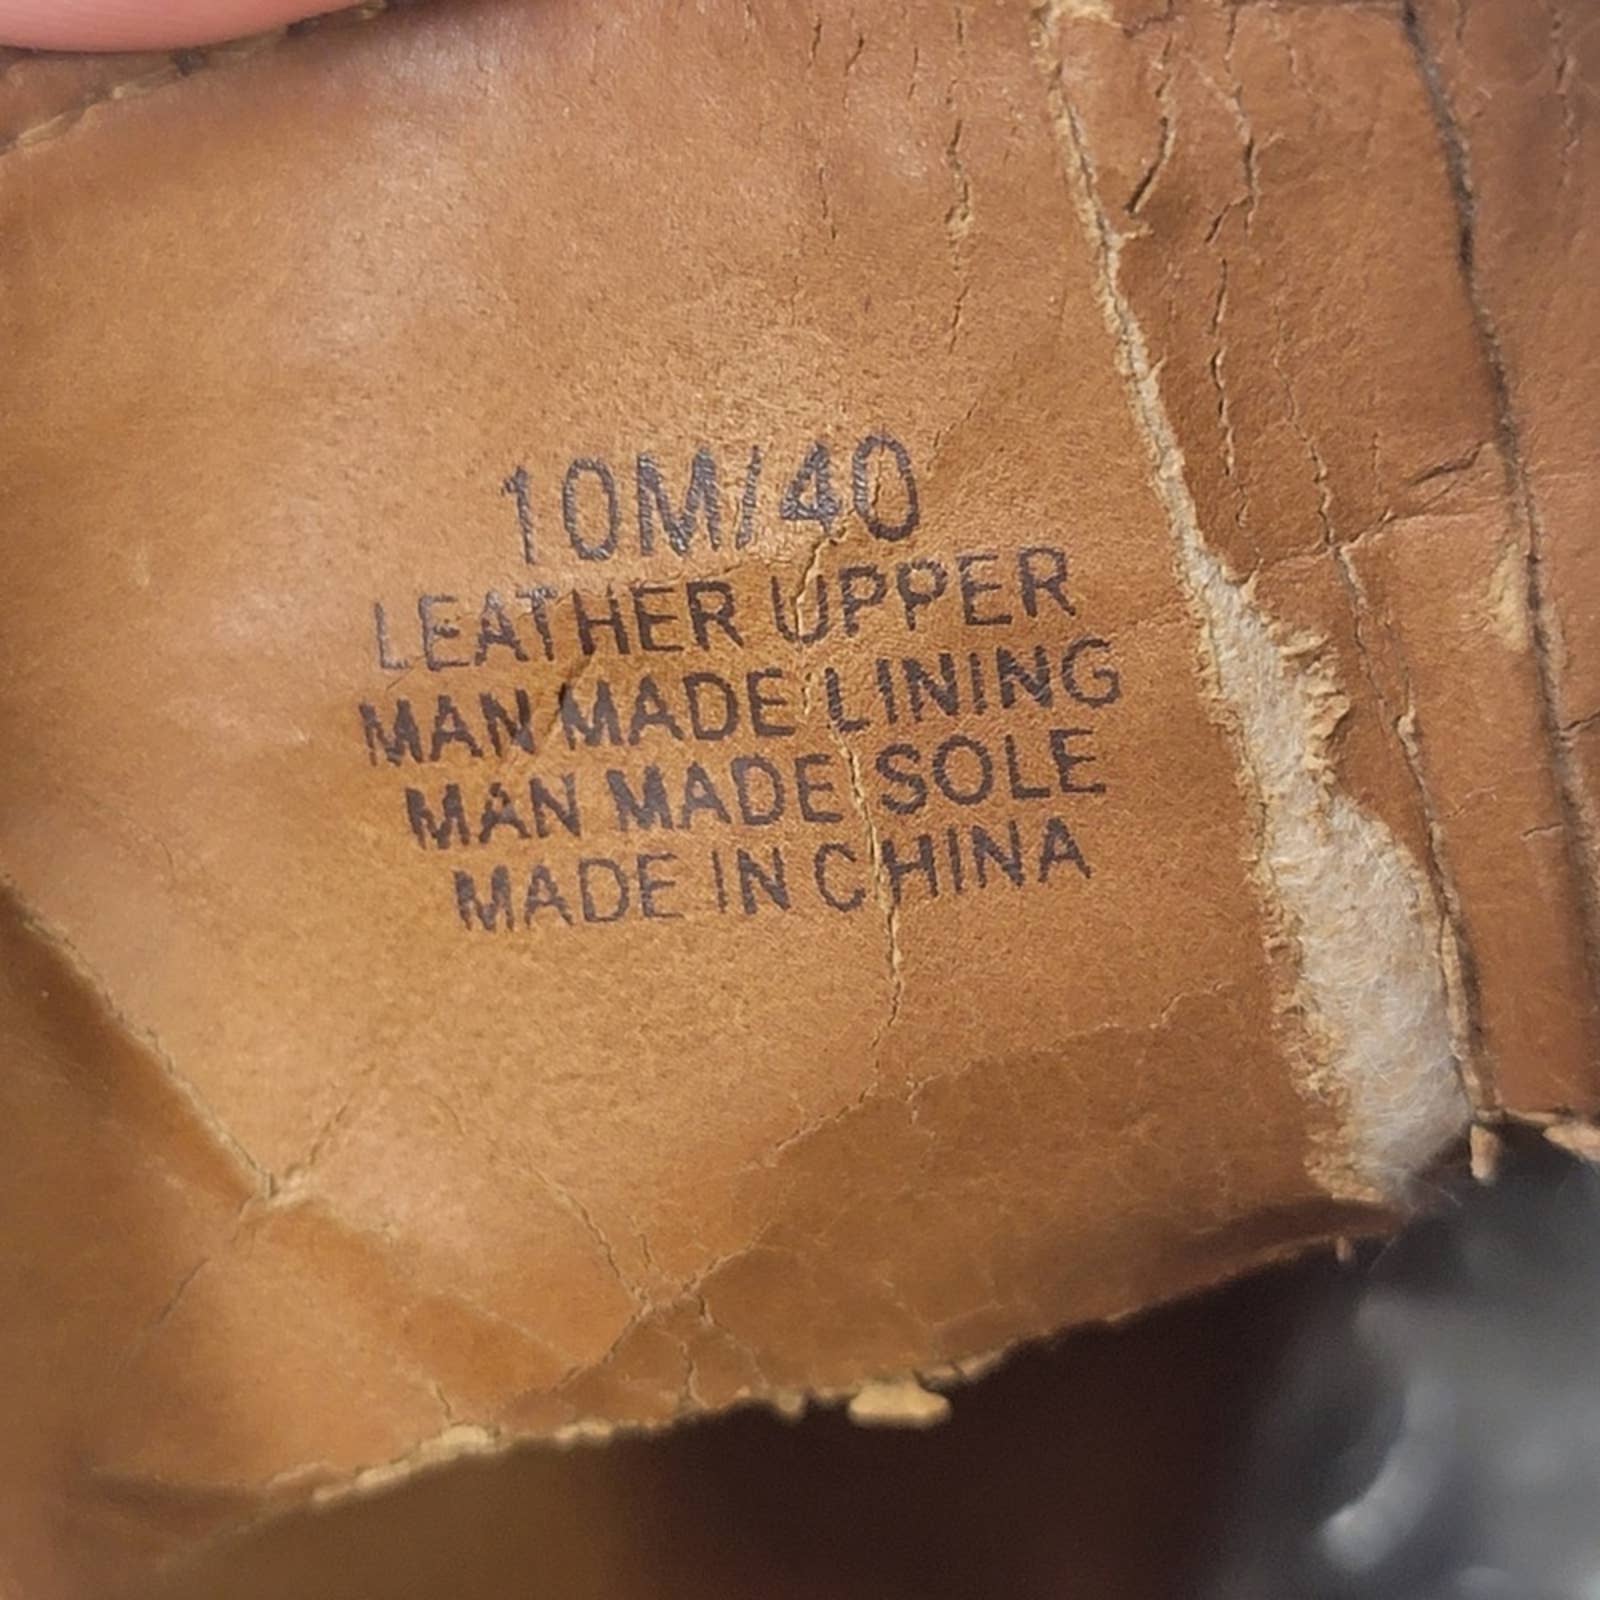 10M/40
LEATHER UPPER
MAN MADE LINING
MAN MADE SOLE
MADE IN CHINA